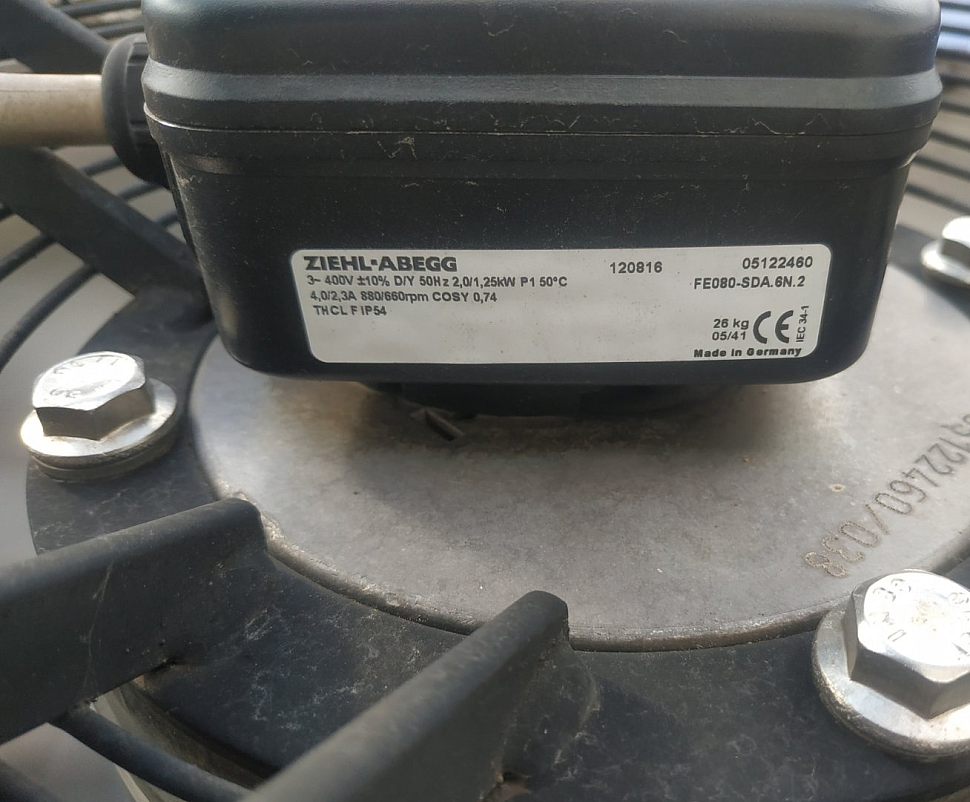 ZIEHL-ABEGG 120816 05122460
3~ 400V ±10% D/Y 50Hz 2,0/1,25kW P1 50°C FE080-SDA.6N.2
4,0/2,3A 880/660rpm COSY 0,74
THCL F IP54
26 kg CE IEC 34-1
05/41
Made in Germany
05122460/038